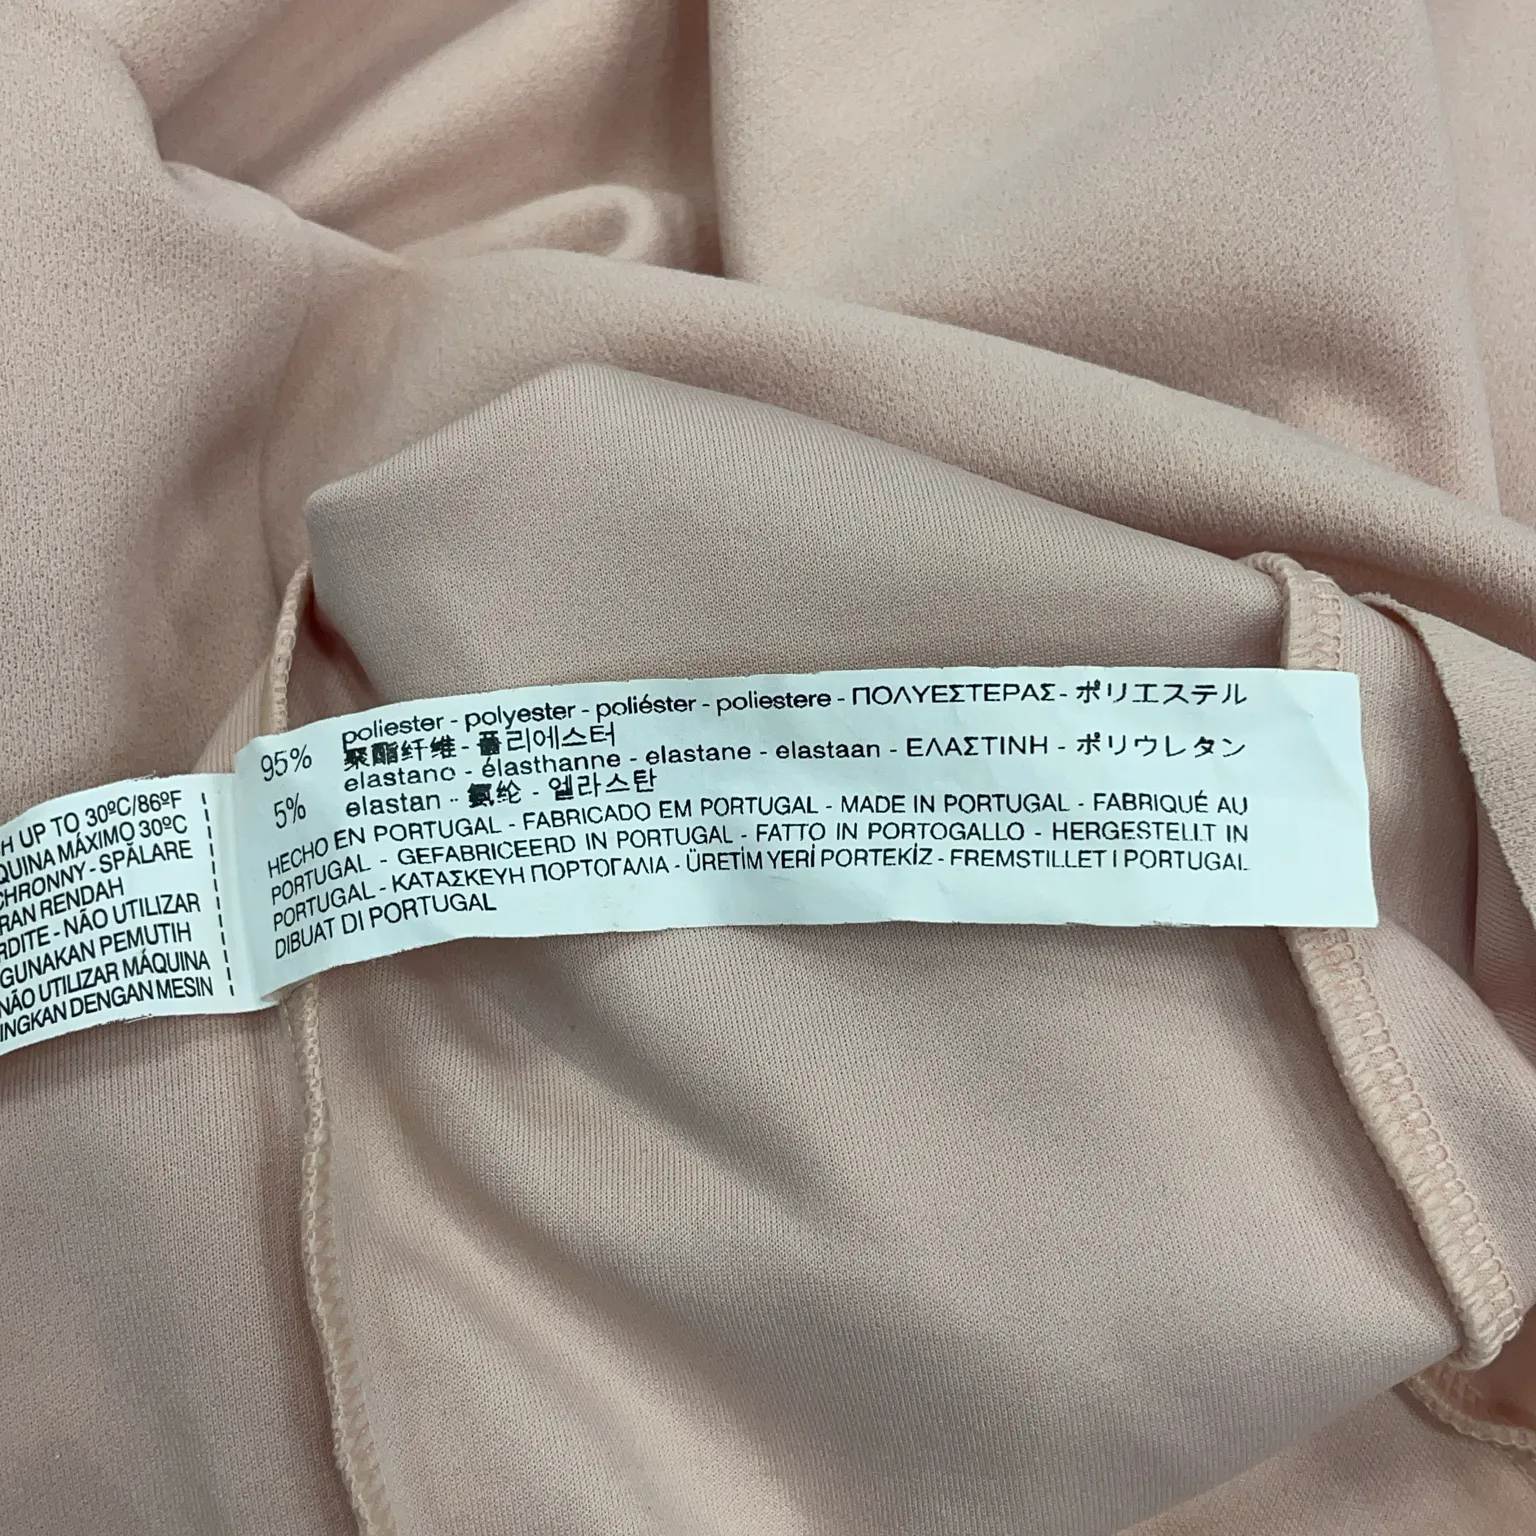 95% poliester - polyester - poliéster - poliestere - ΠΟΛΥΕΣΤΕΡΑΣ - ポリエステル
聚酯纤维 - 폴리에스터
5% elastano - élasthanne - elastane - elastaan - ΕΛΑΣΤΙΝΗ - ポリウレタン
elastan - 氨纶 - 엘라스탄
HECHO EN PORTUGAL - FABRICADO EM PORTUGAL - MADE IN PORTUGAL - FABRIQUÉ AU
PORTUGAL - GEFABRICEERD IN PORTUGAL - FATTO IN PORTOGALLO - HERGESTELLT IN
PORTUGAL - ΚΑΤΑΣΚΕΥΗ ΠΟΡΤΟΓΑΛΙΑ - ÜRETİM YERİ PORTEKİZ - FREMSTILLET I PORTUGAL
DIBUAT DI PORTUGAL
H UP TO 30ºC/86ºF
QUINA MÁXIMO 30ºC
CHRONNY - SPĂLARE
RAN RENDAH
RDITE - NÃO UTILIZAR
GUNAKAN PEMUTIH
NÃO UTILIZAR MÁQUINA
INGKAN DENGAN MESIN